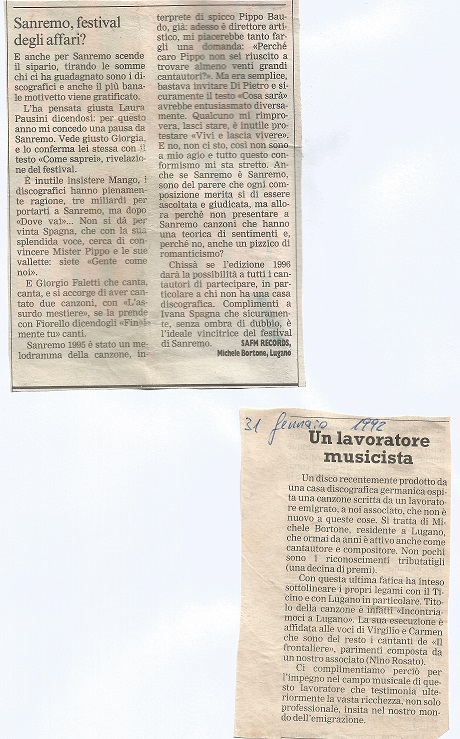 Sanremo, festival
degli affari?
E anche per Sanremo scende
il sipario, tirando le somme
chi ci ha guadagnato sono i di-
scografici e anche il più bana-
le motivetto viene gratificato.
L'ha pensata giusta Laura
Pausini dicendosi: per questo
anno mi concedo una pausa da
Sanremo. Vede giusto Giorgia,
e lo conferma lei stessa con il
testo «Come saprei», rivelazio-
ne del festival.
È inutile insistere Mango, i
discografici hanno pienamen-
te ragione, tre miliardi per
portarti a Sanremo, ma dopo
«Dove vai»... Non si dà per
vinta Spagna, che con la sua
splendida voce, cerca di con-
vincere Mister Pippo e le sue
vallette: siete «Gente come
noi».
E Giorgio Faletti che canta,
canta, e si accorge di aver can-
tato due canzoni, con «L'as-
surdo mestiere», se la prende
con Fiorello dicendogli «Final-
mente tu» canti.
Sanremo 1995 è stato un me-
lodramma della canzone, in-
terprete di spicco Pippo Bau-
do, già: adesso è direttore arti-
stico, mi piacerebbe tanto far-
gli una domanda: «Perché
caro Pippo non sei riuscito a
trovare almeno venti grandi
cantautori?». Ma era semplice,
bastava invitare Di Pietro e si-
curamente il testo «Cosa sarà»
avrebbe entusiasmato diversa-
mente. Qualcuno mi rimpro-
vera, lasci stare, è inutile pro-
testare «Vivi e lascia vivere».
E no, non ci sto, così non sono
a mio agio e tutto questo con-
formismo mi sta stretto. An-
che se Sanremo è Sanremo,
sono del parere che ogni com-
posizione merita sì di essere
ascoltata e giudicata, ma allo-
ra perché non presentare a
Sanremo canzoni che hanno
una teorica di sentimenti e,
perché no, anche un pizzico di
romanticismo?
Chissà se l'edizione 1996
darà la possibilità a tutti i can-
tautori di partecipare, in par-
ticolare a chi non ha una casa
discografica. Complimenti a
Ivana Spagna che sicuramen-
te, senza ombra di dubbio, è
l'ideale vincitrice del festival
di Sanremo. SAFM RECORDS,
Michele Bortone, Lugano
31 gennaio 1992
Un lavoratore
musicista
Un disco recentemente prodotto da
una casa discografica germanica ospi-
ta una canzone scritta da un lavorato-
re emigrato, a noi associato, che non è
nuovo a queste cose. Si tratta di Mi-
chele Bortone, residente a Lugano,
che ormai da anni è attivo anche come
cantautore e compositore. Non pochi
sono i riconoscimenti tributatigli
(una decina di premi).
Con questa ultima fatica ha inteso
sottolineare i propri legami con il Ti-
cino e con Lugano in particolare. Tito-
lo della canzone è infatti «Incontria-
moci a Lugano». La sua esecuzione è
affidata alle voci di Virgilio e Carmen
che sono del resto i cantanti de «Il
frontaliere», parimenti composta da
un nostro associato (Nino Rosato).
Ci complimentiamo perciò per
l'impegno nel campo musicale di que-
sto lavoratore che testimonia ulte-
riormente la vasta ricchezza, non solo
professionale, insita nel nostro mon-
do dell'emigrazione.